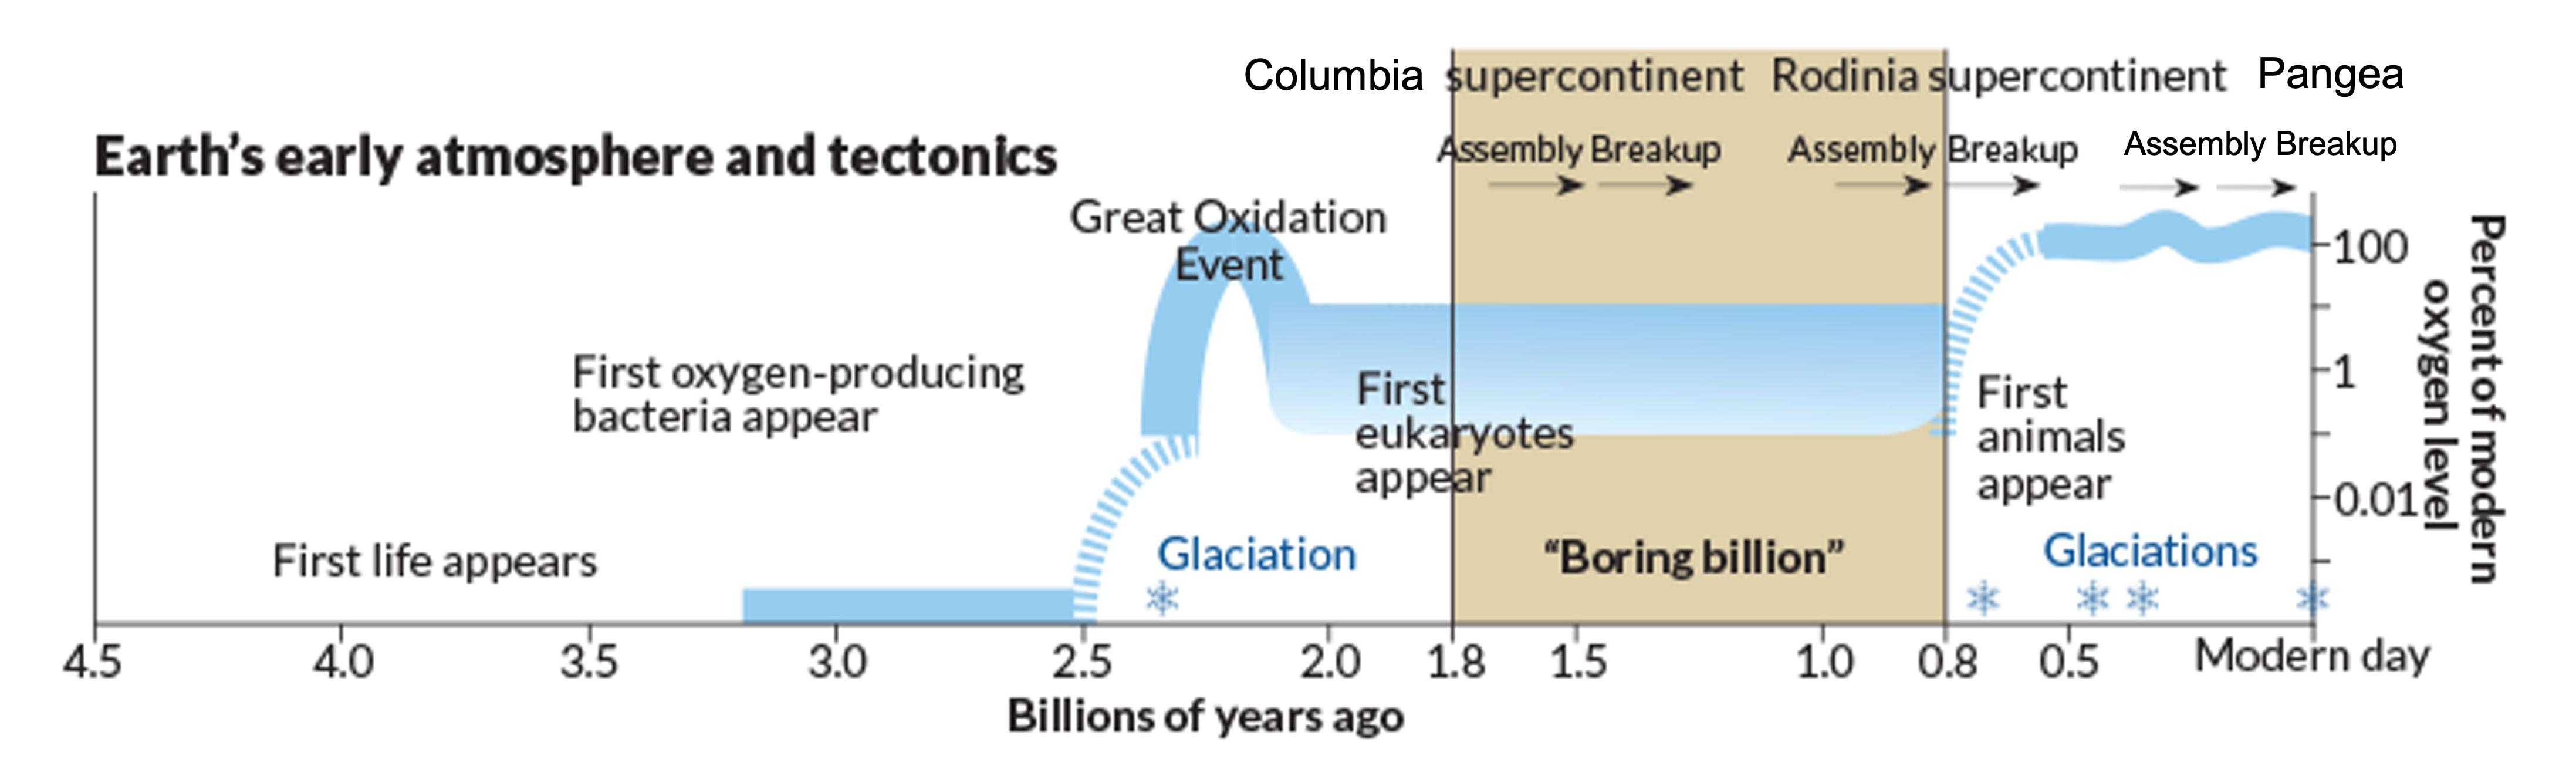 Columbia supercontinent Rodinia supercontinent Pangea
Earth's early atmosphere and tectonics
Assembly Breakup Assembly Breakup Assembly Breakup
Great Oxidation
Event
First oxygen-producing
bacteria appear
First
eukaryotes
appear
First
animals
appear
First life appears
Glaciation
“Boring billion”
Glaciations
100
1
0.01
Percent of modern
oxygen level
4.5 4.0 3.5 3.0 2.5 2.0 1.8 1.5 1.0 0.8 0.5 Modern day
Billions of years ago